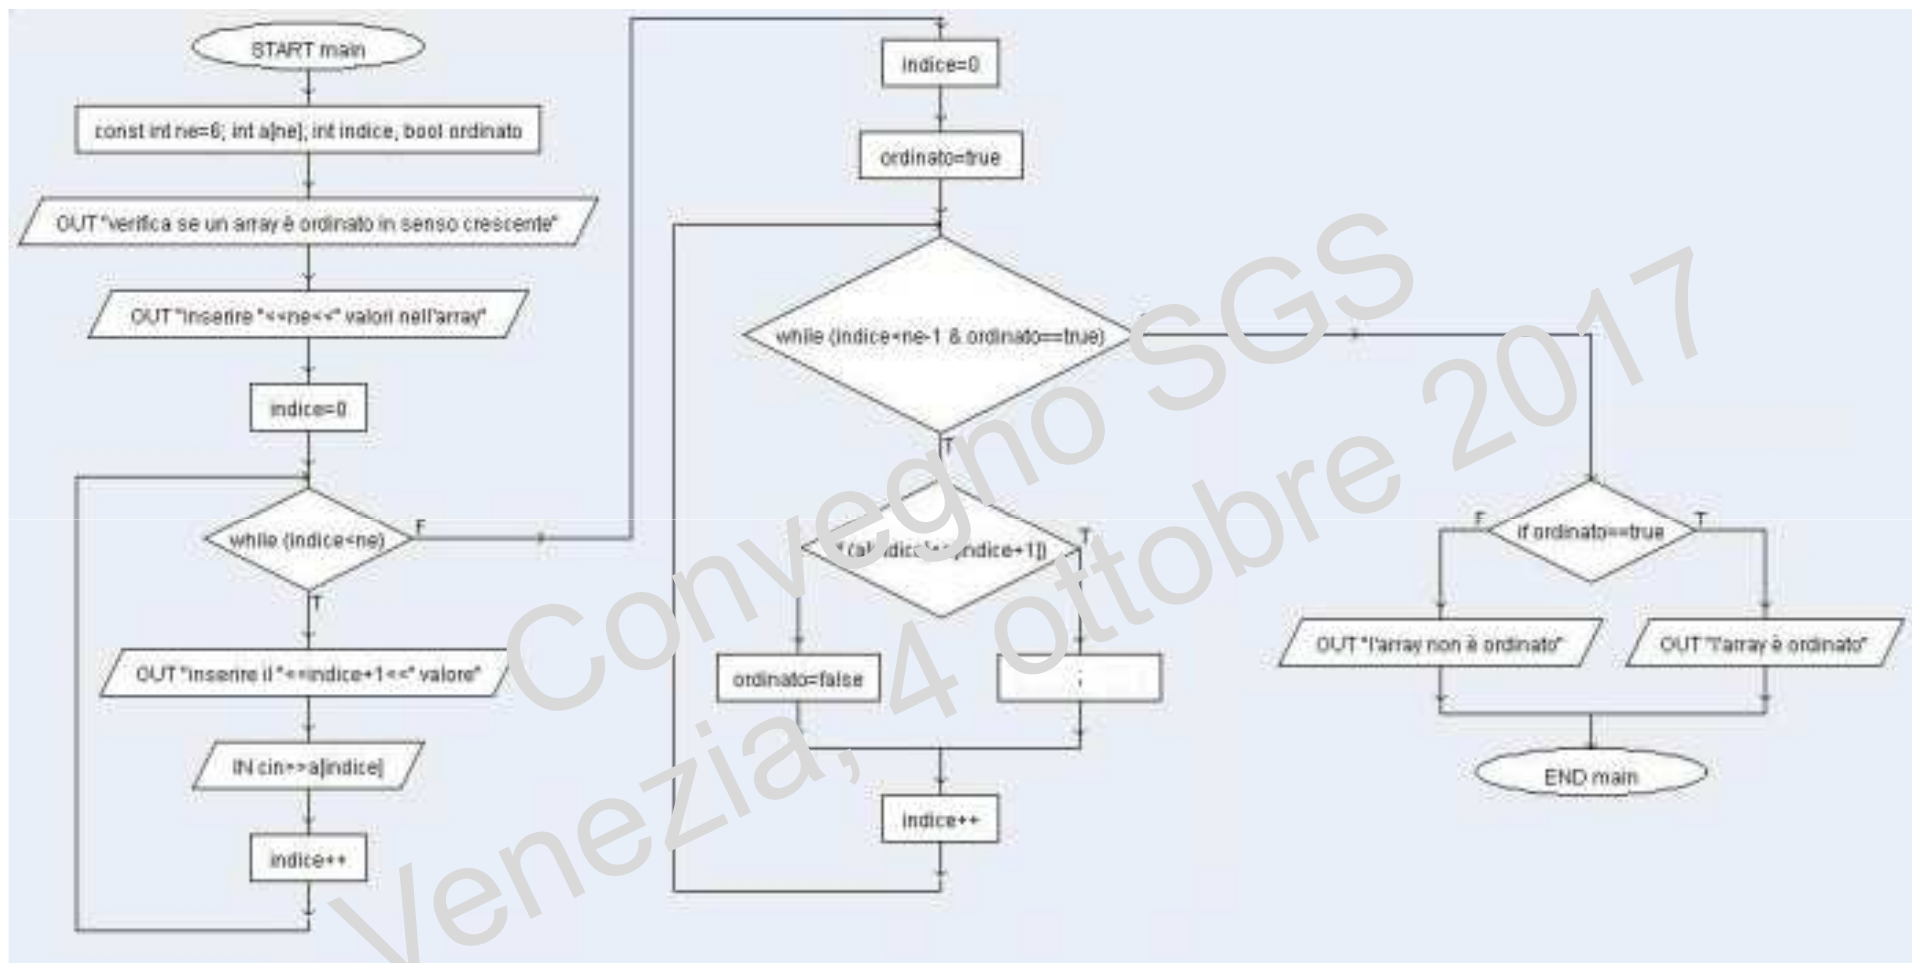 START main
const int ne=6; int a[ne], int indice, bool ordinato
OUT "verifica se un array è ordinato in senso crescente"
OUT "inserire "<<ne<<" valori nell'array"
indice=0
while (indice<ne)
F
T
OUT "inserire il "<<indice+1<<" valore"
IN cin>>a[indice]
indice++
indice=0
ordinato=true
while (indice<ne-1 & ordinato==true)
T
indice+1])
T
ordinato=false
;
indice++
if ordinato==true
F
T
OUT "l'array non è ordinato"
OUT "l'array è ordinato"
END main
Convegno SGS
Venezia, 4 ottobre 2017